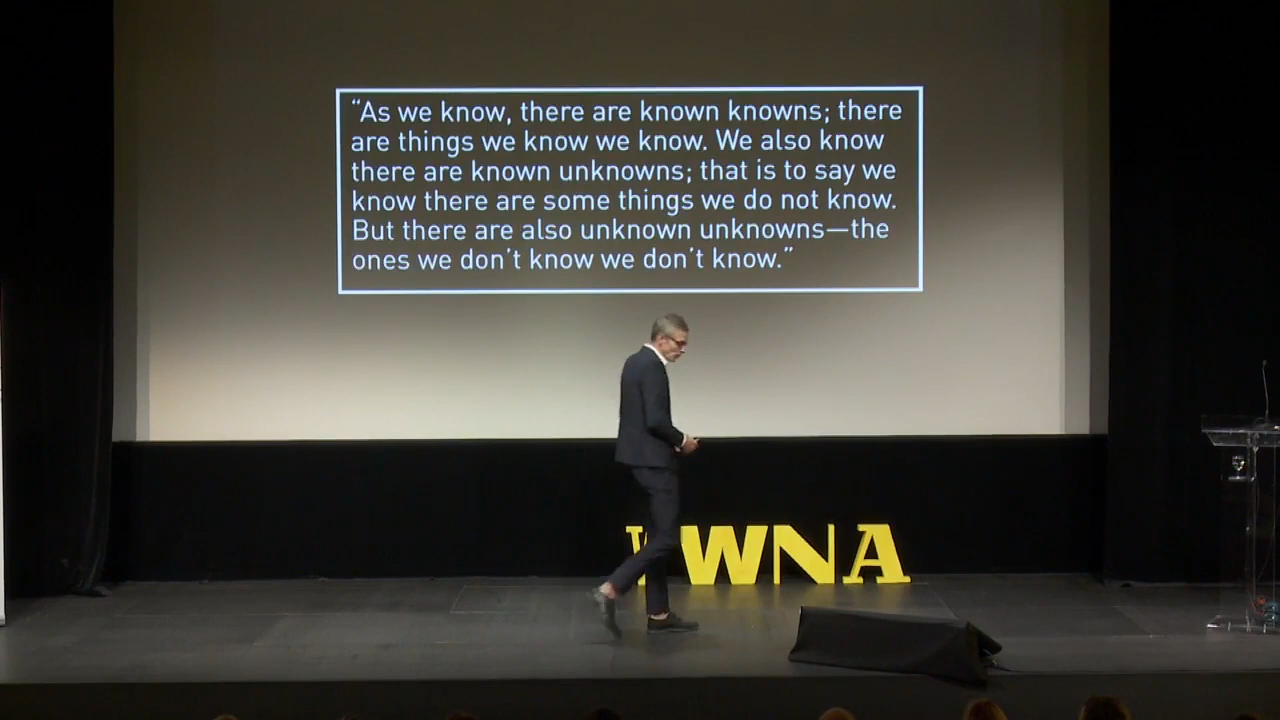 “As we know, there are known knowns; there
are things we know we know. We also know
there are known unknowns; that is to say we
know there are some things we do not know.
But there are also unknown unknowns—the
ones we don’t know we don’t know.”
WNA